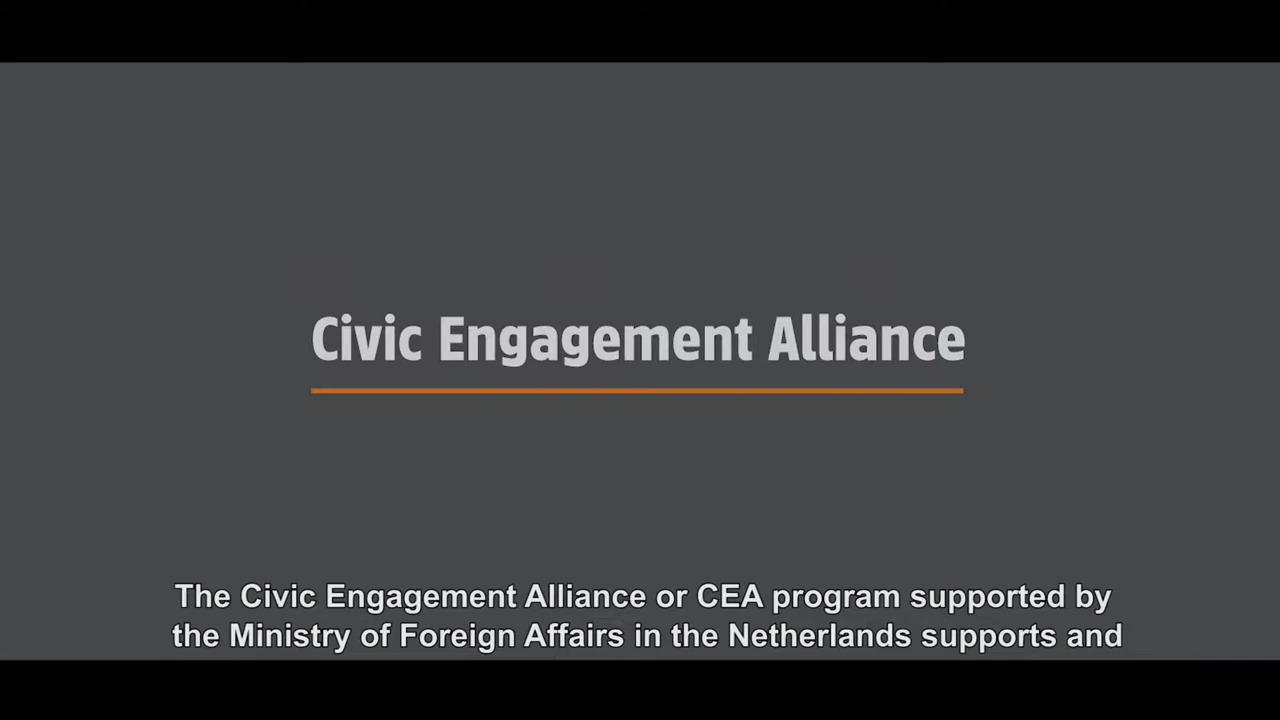 Civic Engagement Alliance
The Civic Engagement Alliance or CEA program supported by
the Ministry of Foreign Affairs in the Netherlands supports and